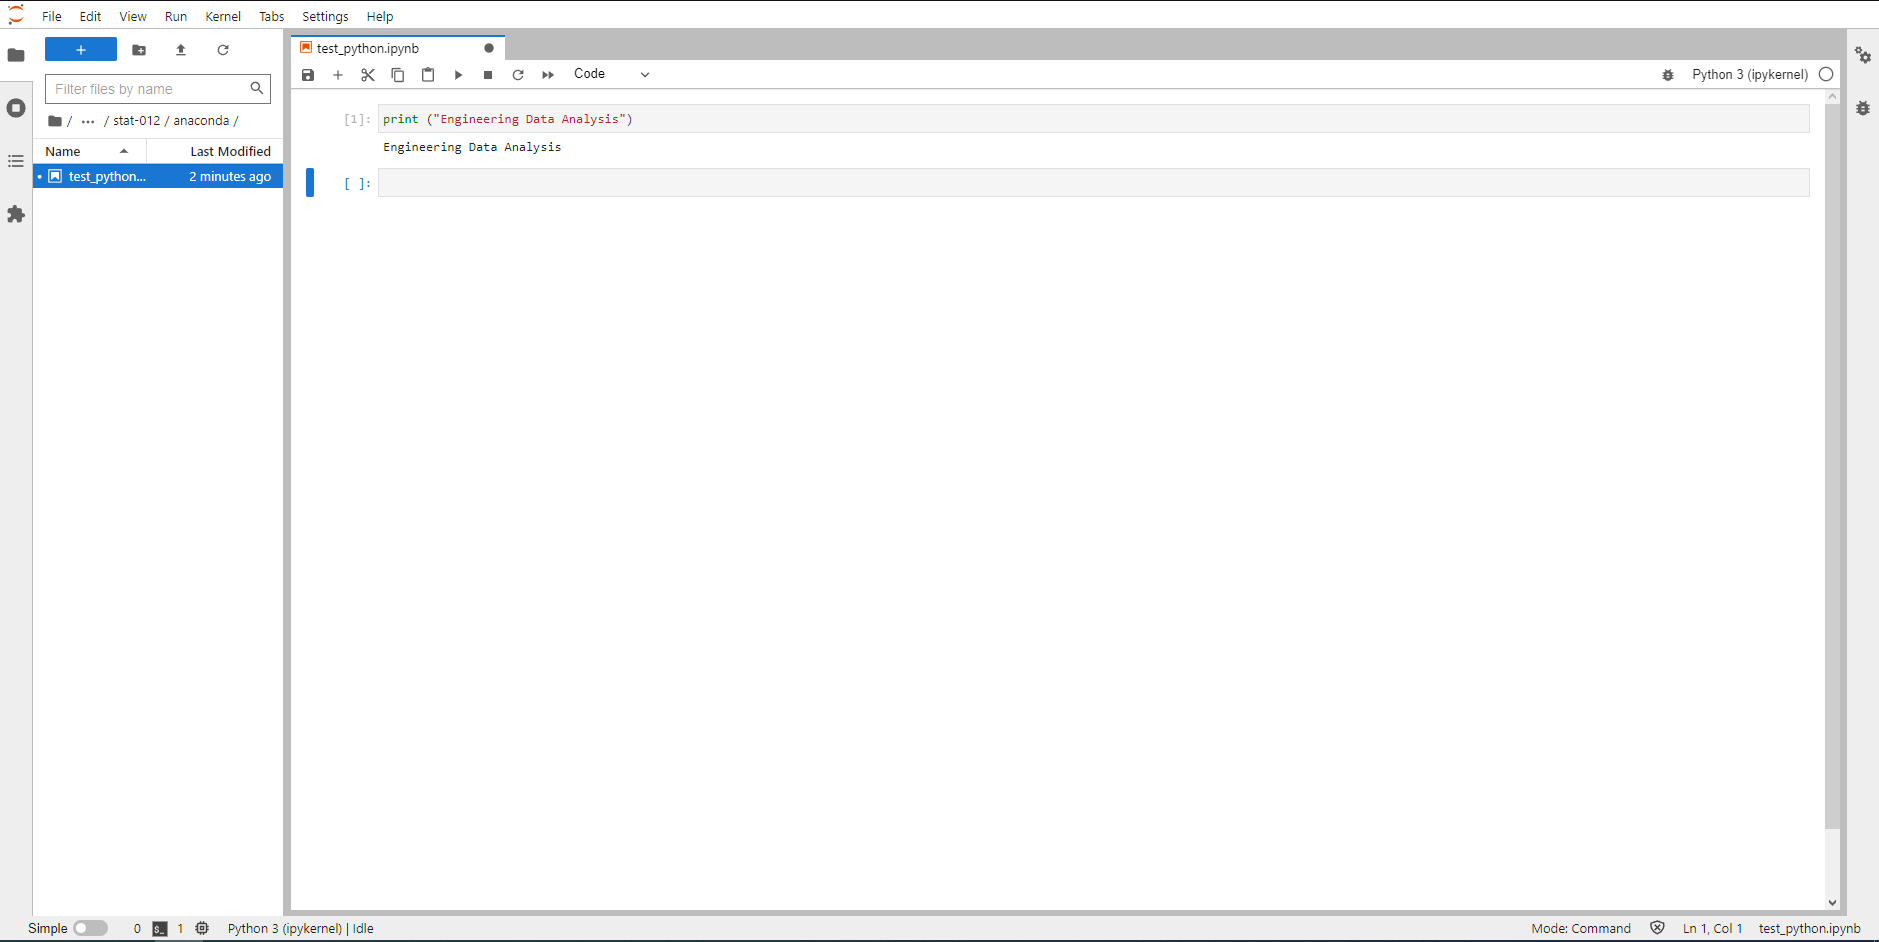 File Edit View Run Kernel Tabs Settings Help
+
Filter files by name
/ ... / stat-012 / anaconda /
Name Last Modified
test_python... 2 minutes ago
test_python.ipynb
Code
Python 3 (ipykernel)
[1]: print ("Engineering Data Analysis")
Engineering Data Analysis
[ ]:
Simple 0 $_ 1 Python 3 (ipykernel) | Idle
Mode: Command Ln 1, Col 1 test_python.ipynb